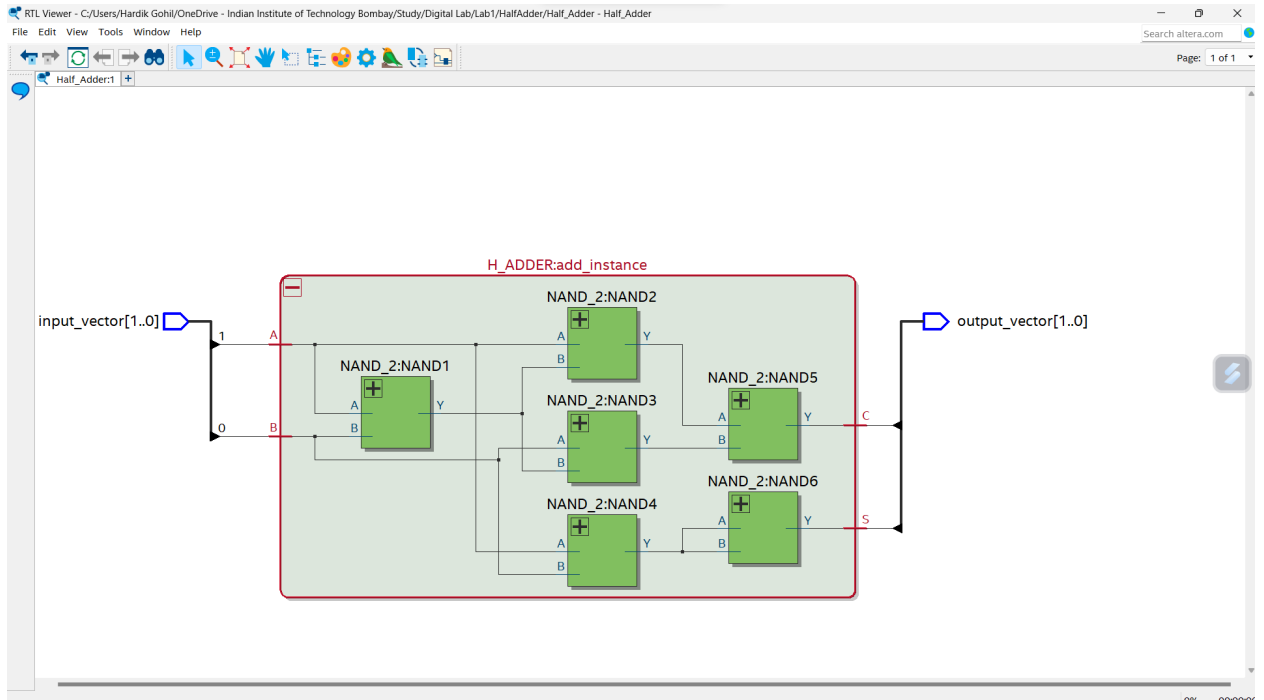 RTL Viewer - C:/Users/Hardik Gohil/OneDrive - Indian Institute of Technology Bombay/Study/Digital Lab/Lab1/HalfAdder/Half_Adder - Half_Adder
File Edit View Tools Window Help
Search altera.com
Page: 1 of 1
Half_Adder:1
H_ADDER:add_instance
NAND_2:NAND2
input_vector[1..0]
output_vector[1..0]
1
A
A
Y
B
NAND_2:NAND1
NAND_2:NAND5
A
Y
B
NAND_2:NAND3
A
Y
B
C
0
B
A
Y
B
NAND_2:NAND6
NAND_2:NAND4
A
Y
B
S
A
Y
B
0%